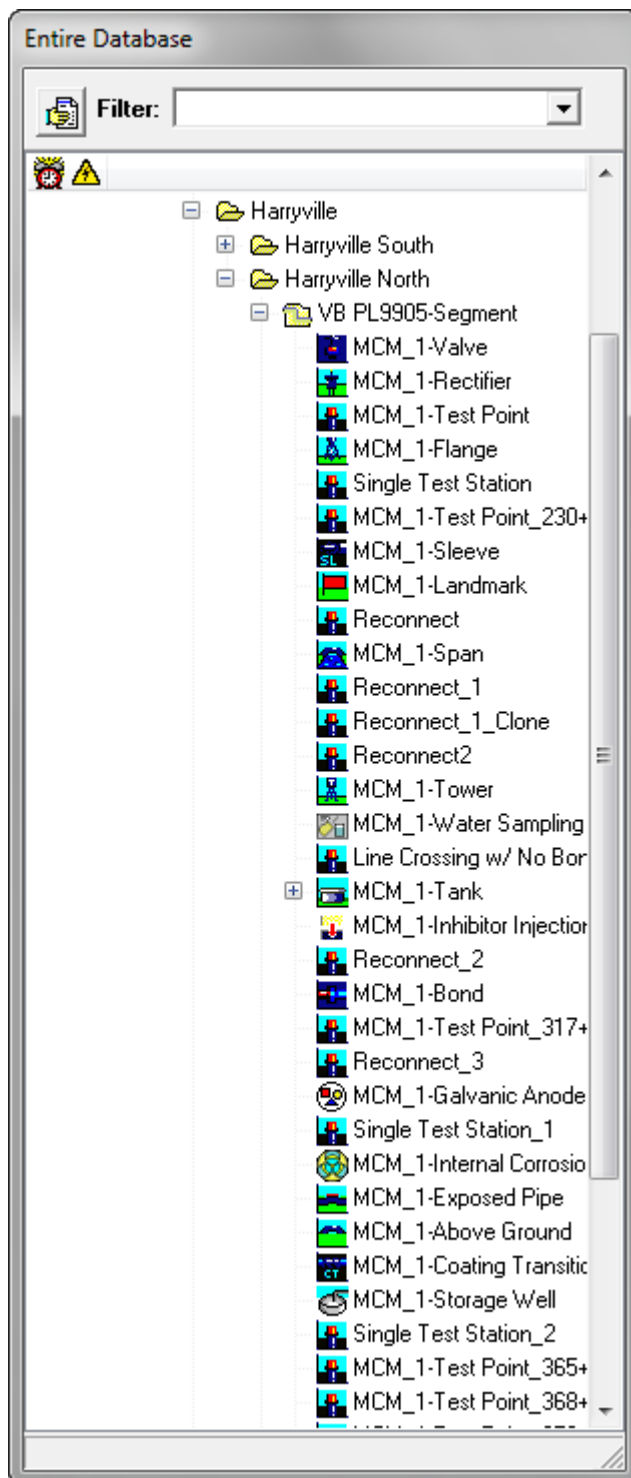 Entire Database
Filter:
Harryville
Harryville South
Harryville North
VB PL9905-Segment
MCM_1-Valve
MCM_1-Rectifier
MCM_1-Test Point
MCM_1-Flange
Single Test Station
MCM_1-Test Point_230+
SL
MCM_1-Sleeve
MCM_1-Landmark
Reconnect
MCM_1-Span
Reconnect_1
Reconnect_1_Clone
Reconnect2
MCM_1-Tower
MCM_1-Water Sampling
Line Crossing w/ No Bor
MCM_1-Tank
MCM_1-Inhibitor Injection
Reconnect_2
MCM_1-Bond
MCM_1-Test Point_317+
Reconnect_3
MCM_1-Galvanic Anode
Single Test Station_1
MCM_1-Internal Corrosio
MCM_1-Exposed Pipe
MCM_1-Above Ground
CT MCM_1-Coating Transitic
MCM_1-Storage Well
Single Test Station_2
MCM_1-Test Point_365+
MCM_1-Test Point_368+